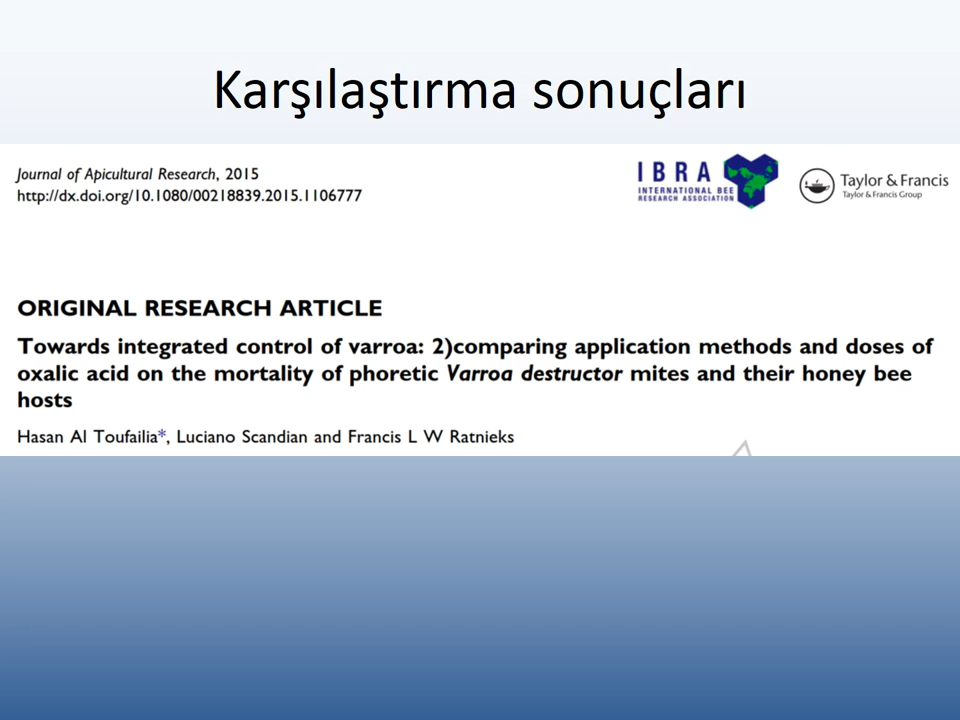 Karşılaştırma sonuçları
Journal of Apicultural Research, 2015
http://dx.doi.org/10.1080/00218839.2015.1106777
IBRA
INTERNATIONAL BEE
RESEARCH ASSOCIATION
Taylor & Francis
Taylor & Francis Group
ORIGINAL RESEARCH ARTICLE
Towards integrated control of varroa: 2)comparing application methods and doses of
oxalic acid on the mortality of phoretic Varroa destructor mites and their honey bee
hosts
Hasan Al Toufailia*, Luciano Scandian and Francis L W Ratnieks